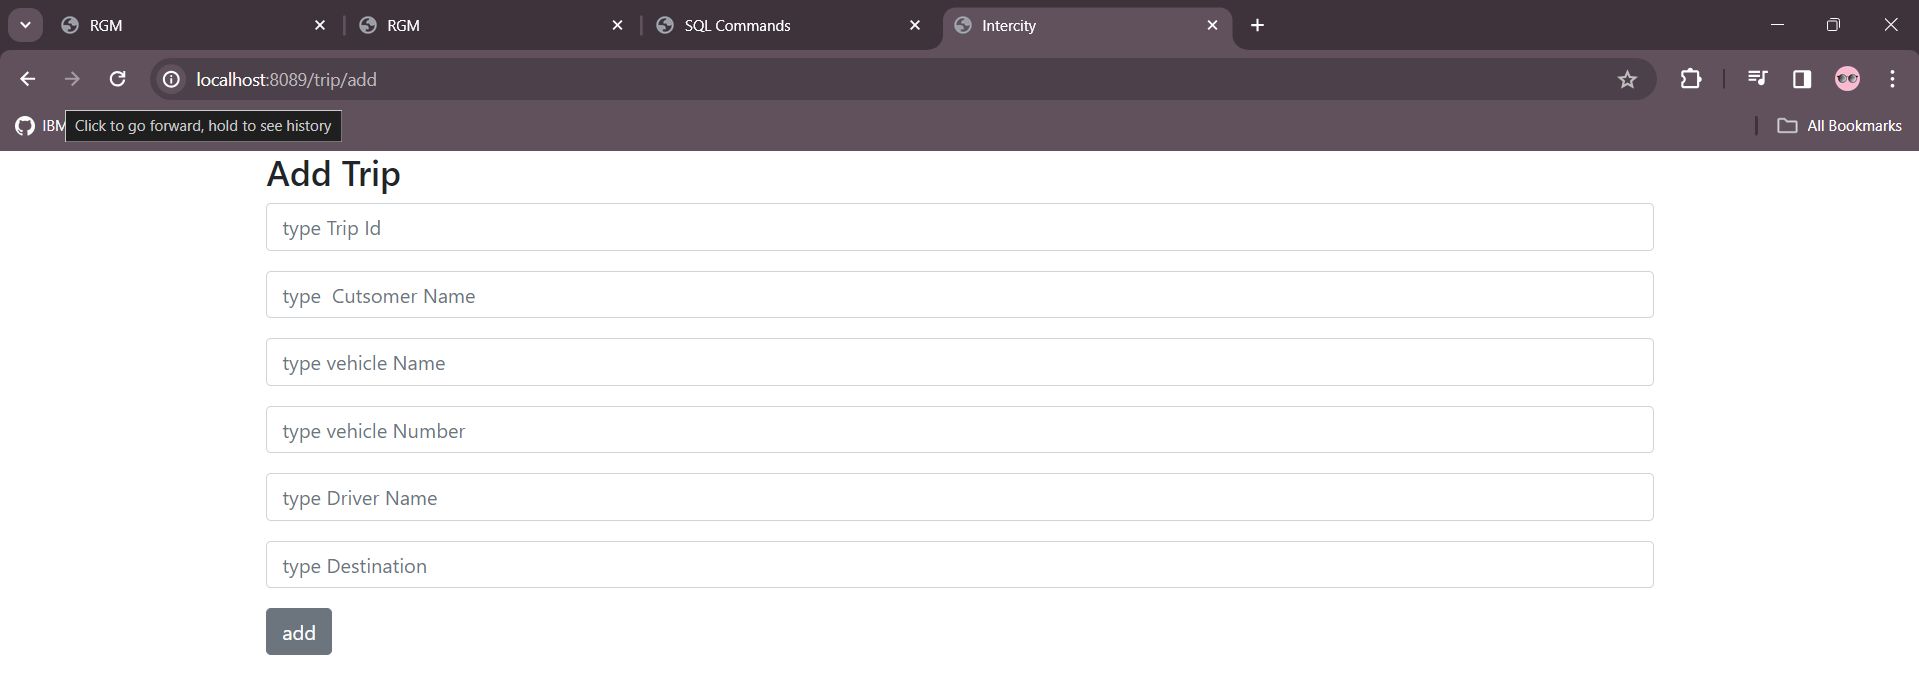 RGM
RGM
SQL Commands
Intercity
localhost:8089/trip/add
IBM
Click to go forward, hold to see history
All Bookmarks
Add Trip
type Trip Id
type  Cutsomer Name
type vehicle Name
type vehicle Number
type Driver Name
type Destination
add